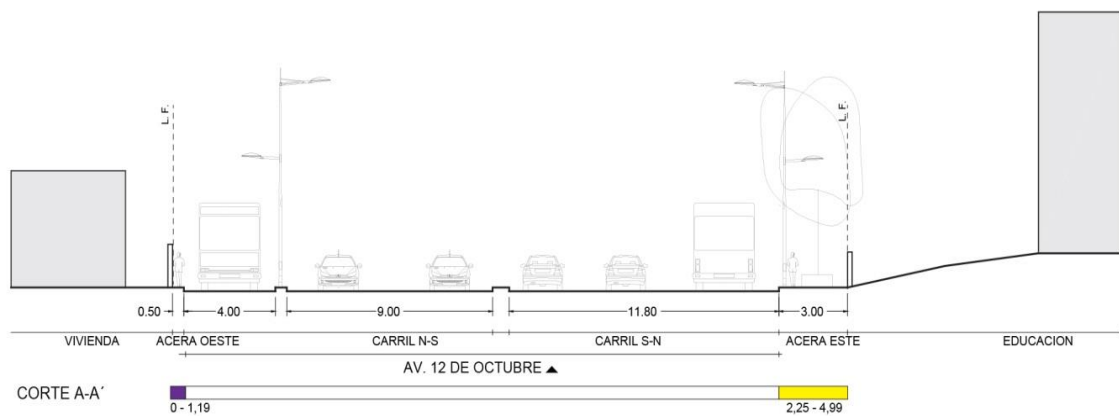 L. F.
L. F.
0.50 4.00 9.00 11.80 3.00
VIVIENDA ACERA OESTE CARRIL N-S CARRIL S-N ACERA ESTE EDUCACION
AV. 12 DE OCTUBRE
CORTE A-A´
0 - 1,19 2,25 - 4,99